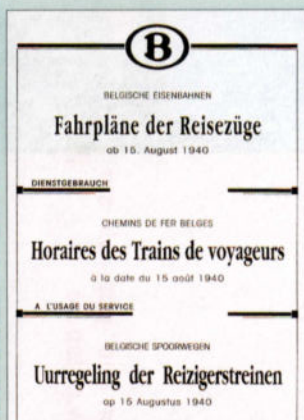 B
BELGISCHE EISENBAHNEN
Fahrpläne der Reisezüge
ab 15. August 1940
DIENSTGEBRAUCH
CHEMINS DE FER BELGES
Horaires des Trains de voyageurs
à la date du 15 août 1940
A L'USAGE DU SERVICE
BELGISCHE SPOORWEGEN
Uurregeling der Reizigerstreinen
op 15 Augustus 1940